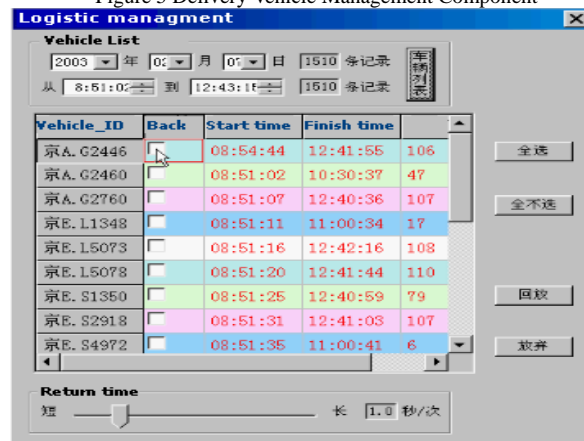 Figure 3 Delivery Vehicle Management Component
Logistic managment
Vehicle List
2003 年 月 日 1510 条记录
从 8:51:02 到 12:43:18 1510 条记录
车辆列表
Vehicle_ID Back Start time Finish time
京A.G2446 08:54:44 12:41:55 106 全选
京A.G2460 08:51:02 10:30:37 47
京A.G2760 08:51:07 12:40:36 107 全不选
京E.L1348 08:51:11 11:00:34 17
京E.L5073 08:51:16 12:42:16 108
京E.L5078 08:51:20 12:41:44 110
京E.S1350 08:51:25 12:40:59 79 回放
京E.S2918 08:51:31 12:41:03 107
京E.S4972 08:51:35 11:00:41 6 放弃
Return time
短 长 1.0 秒/次